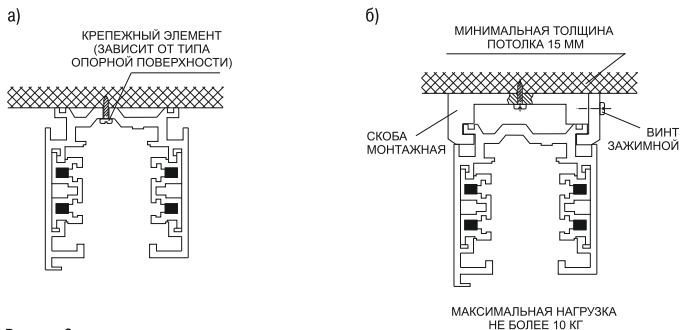 а)
КРЕПЕЖНЫЙ ЭЛЕМЕНТ
(ЗАВИСИТ ОТ ТИПА
ОПОРНОЙ ПОВЕРХНОСТИ)
б)
МИНИМАЛЬНАЯ ТОЛЩИНА
ПОТОЛКА 15 ММ
СКОБА
МОНТАЖНАЯ
ВИНТ
ЗАЖИМНОЙ
МАКСИМАЛЬНАЯ НАГРУЗКА
НЕ БОЛЕЕ 10 КГ